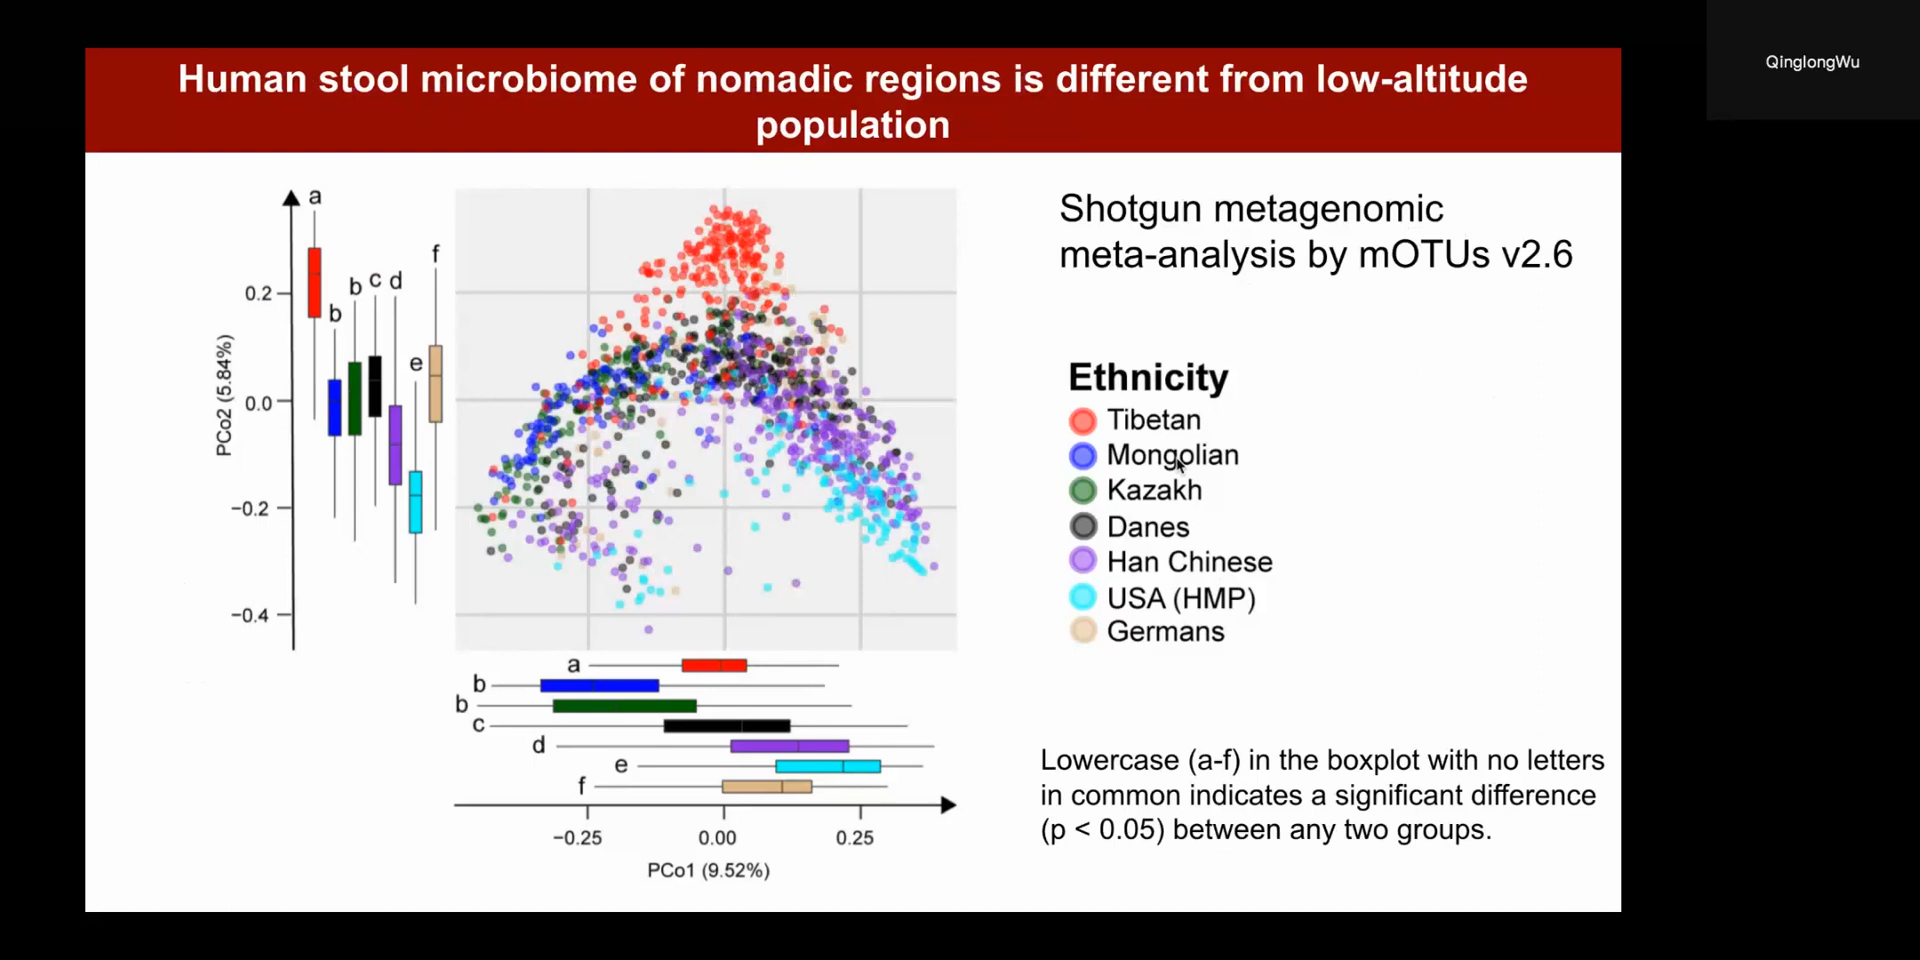 QinglongWu
Human stool microbiome of nomadic regions is different from low-altitude
population
a
b
b
c
d
e
f
0.2
0.0
−0.2
−0.4
PCo2 (5.84%)
a
b
b
c
d
e
f
−0.25
0.00
0.25
PCo1 (9.52%)
Shotgun metagenomic
meta-analysis by mOTUs v2.6
Ethnicity
Tibetan
Mongolian
Kazakh
Danes
Han Chinese
USA (HMP)
Germans
Lowercase (a-f) in the boxplot with no letters
in common indicates a significant difference
(p < 0.05) between any two groups.